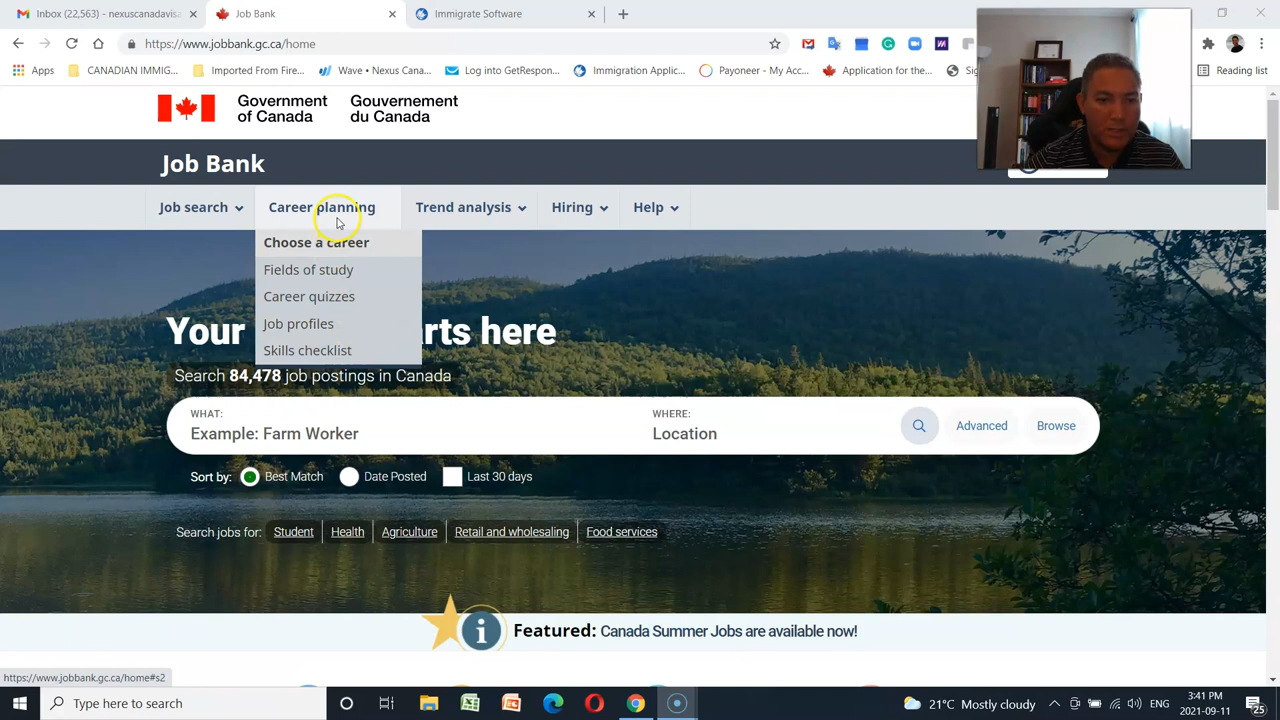 Inbox (22,563) - nexuscanadavisa
Job Bank
Immigrate Software
https://www.jobbank.gc.ca/home
Apps
CANADIAN IMMIG...
Imported From Fire...
Wave • Nexus Cana...
Log into GetRespon...
Immigration Applic...
Payoneer - My Acc...
Application for the...
Reading list
Government of Canada
Gouvernement du Canada
Job Bank
Job search
Career planning
Trend analysis
Hiring
Help
Choose a career
Fields of study
Career quizzes
Job profiles
Skills checklist
Your
rts here
Search 84,478 job postings in Canada
WHAT:
Example: Farm Worker
WHERE:
Location
Advanced
Browse
Sort by:
Best Match
Date Posted
Last 30 days
Search jobs for:
Student
Health
Agriculture
Retail and wholesaling
Food services
Featured: Canada Summer Jobs are available now!
https://www.jobbank.gc.ca/home#s2
Type here to search
21°C Mostly cloudy
ENG
3:41 PM
2021-09-11
25